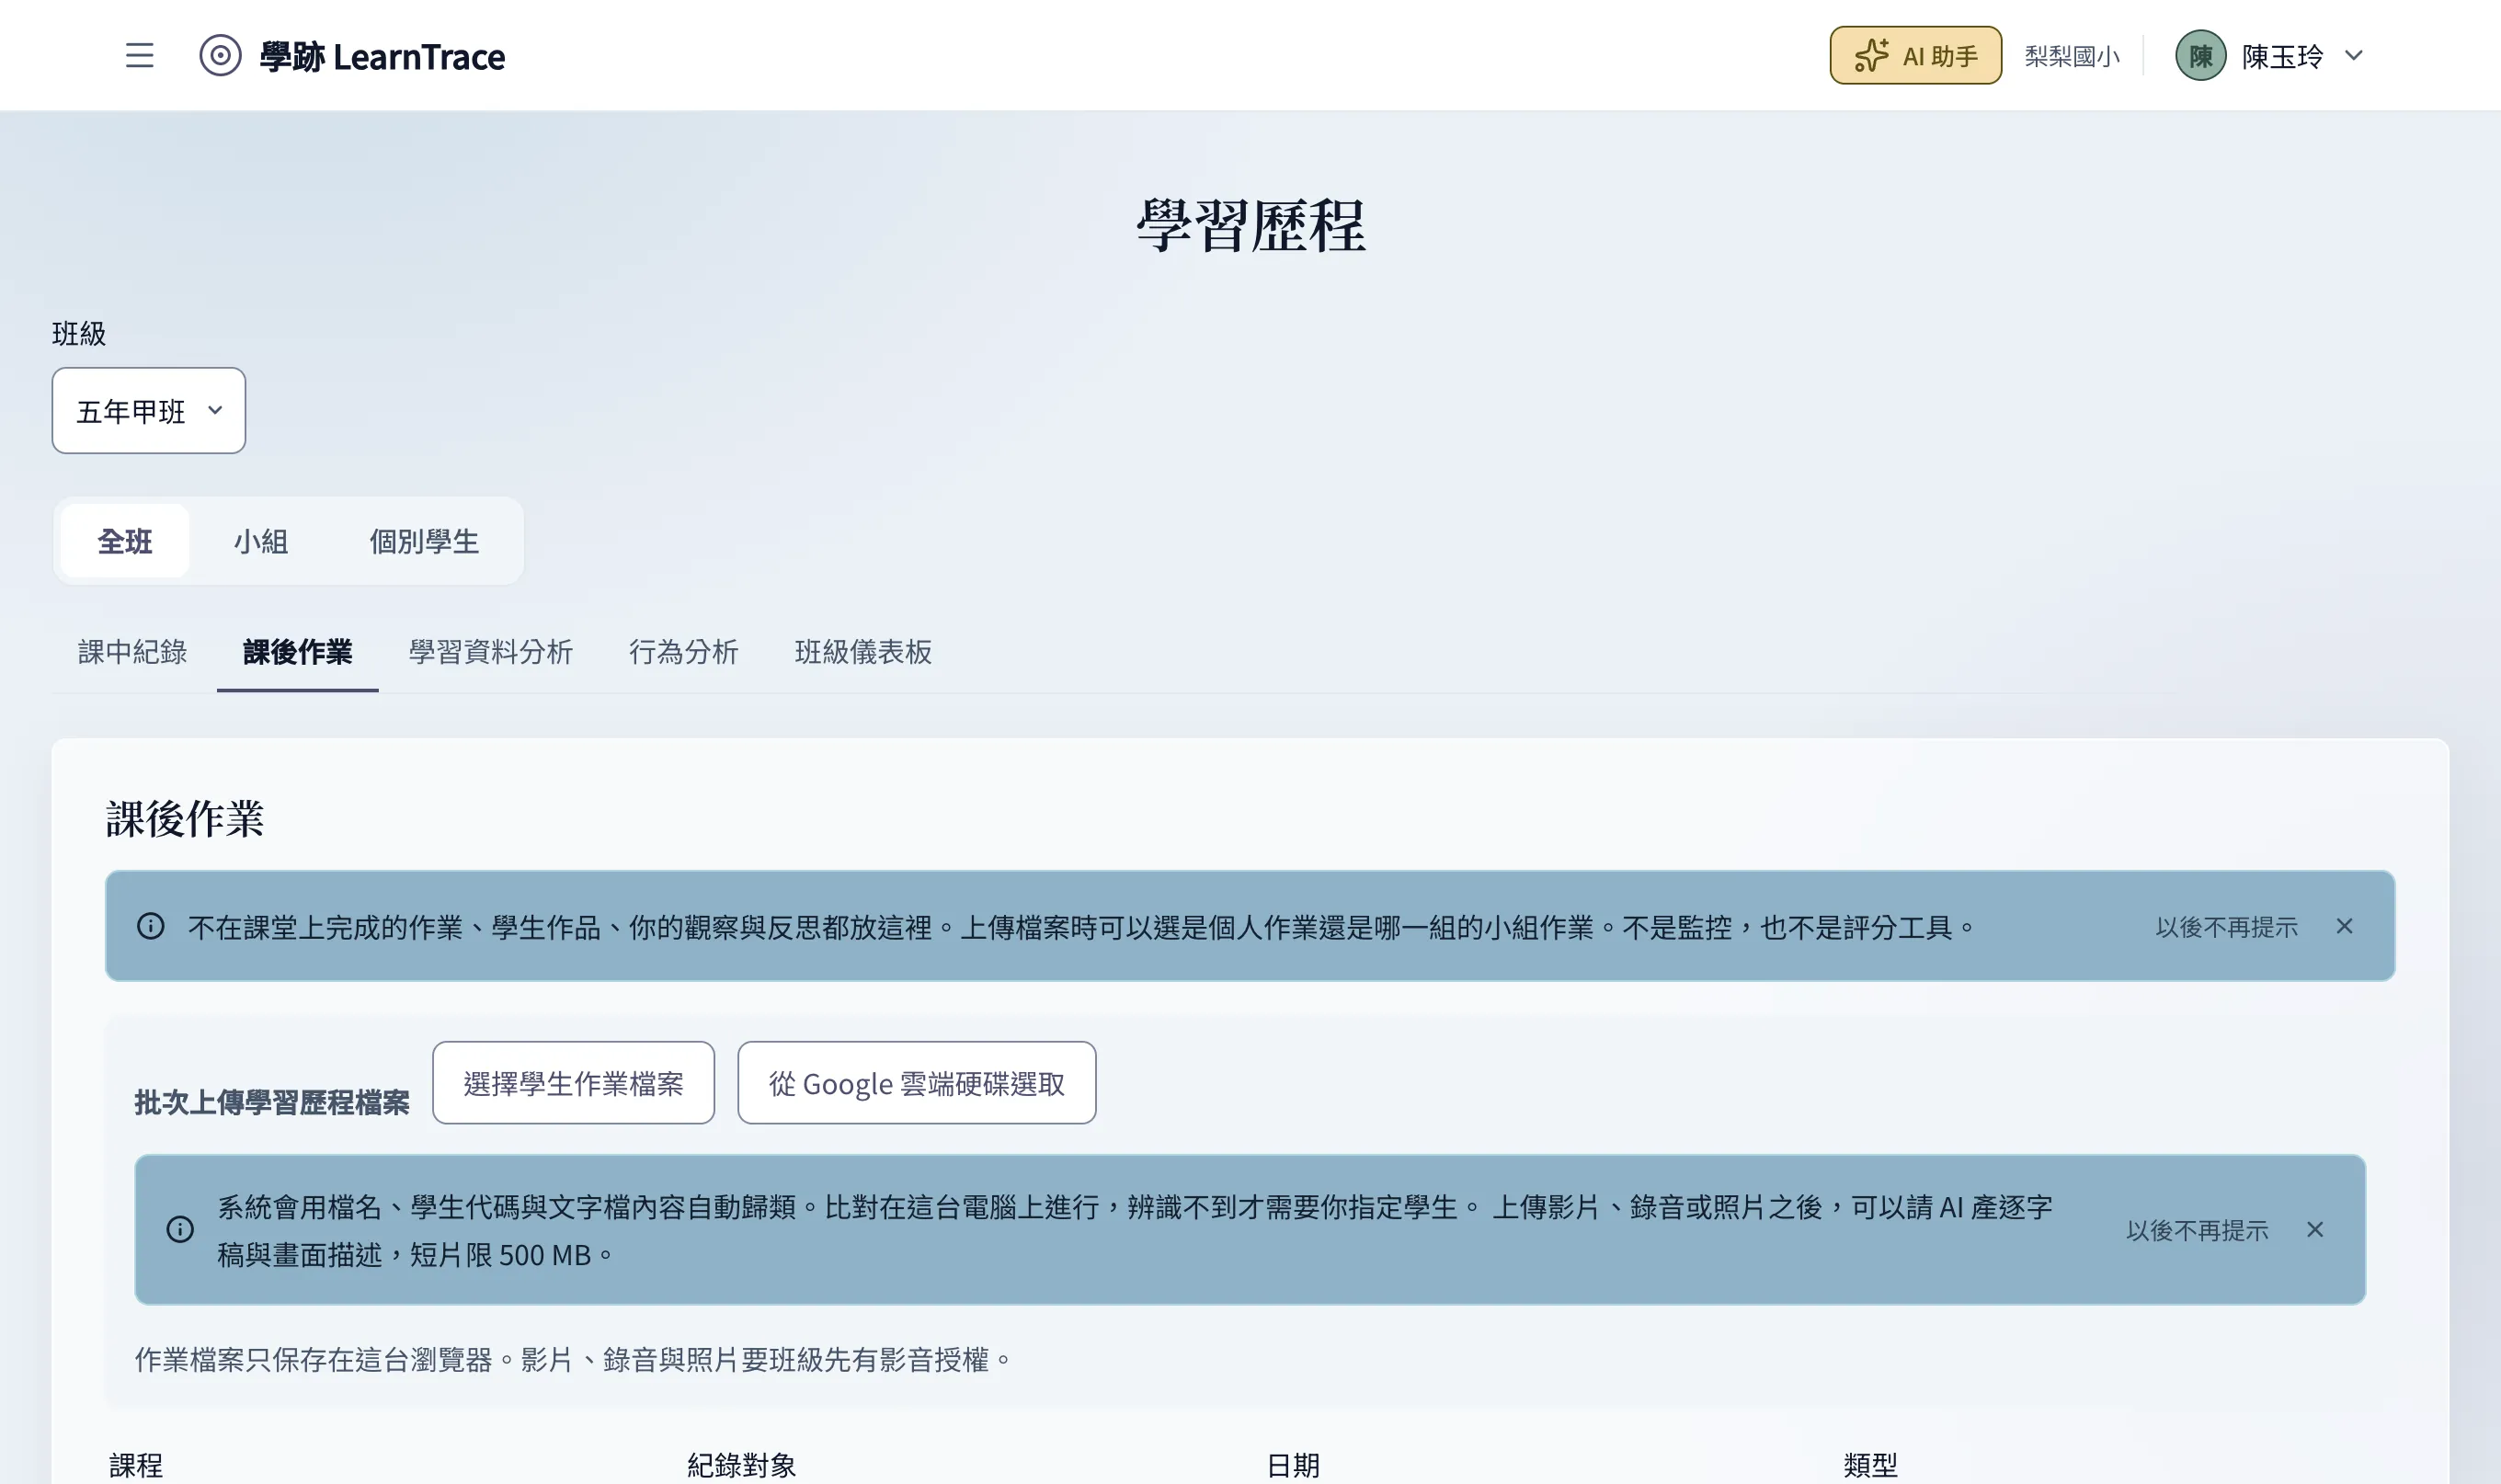 學跡 LearnTrace
AI 助手
梨梨國小
陳
陳玉玲
學習歷程
班級
五年甲班
全班
小組
個別學生
課中紀錄
課後作業
學習資料分析
行為分析
班級儀表板
課後作業
不在課堂上完成的作業、學生作品、你的觀察與反思都放這裡。上傳檔案時可以選是個人作業還是哪一組的小組作業。不是監控，也不是評分工具。
以後不再提示
批次上傳學習歷程檔案
選擇學生作業檔案
從 Google 雲端硬碟選取
系統會用檔名、學生代碼與文字檔內容自動歸類。比對在這台電腦上進行，辨識不到才需要你指定學生。 上傳影片、錄音或照片之後，可以請 AI 產逐字
稿與畫面描述，短片限 500 MB。
以後不再提示
作業檔案只保存在這台瀏覽器。影片、錄音與照片要班級先有影音授權。
課程
紀錄對象
日期
類型